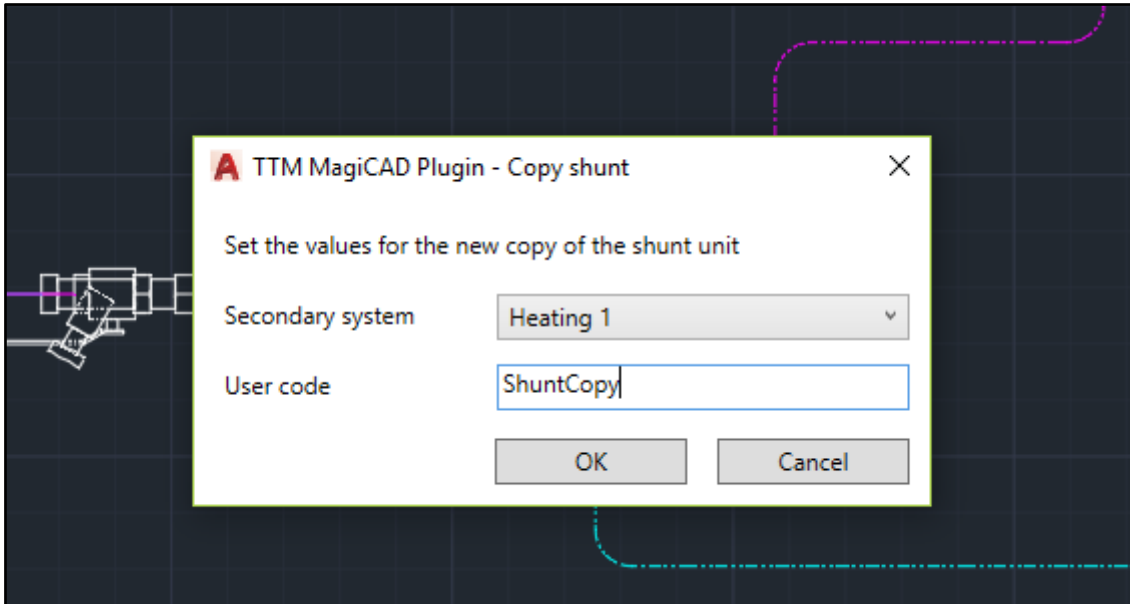 TTM MagiCAD Plugin - Copy shunt
Set the values for the new copy of the shunt unit
Secondary system
Heating 1
User code
ShuntCopy
OK
Cancel